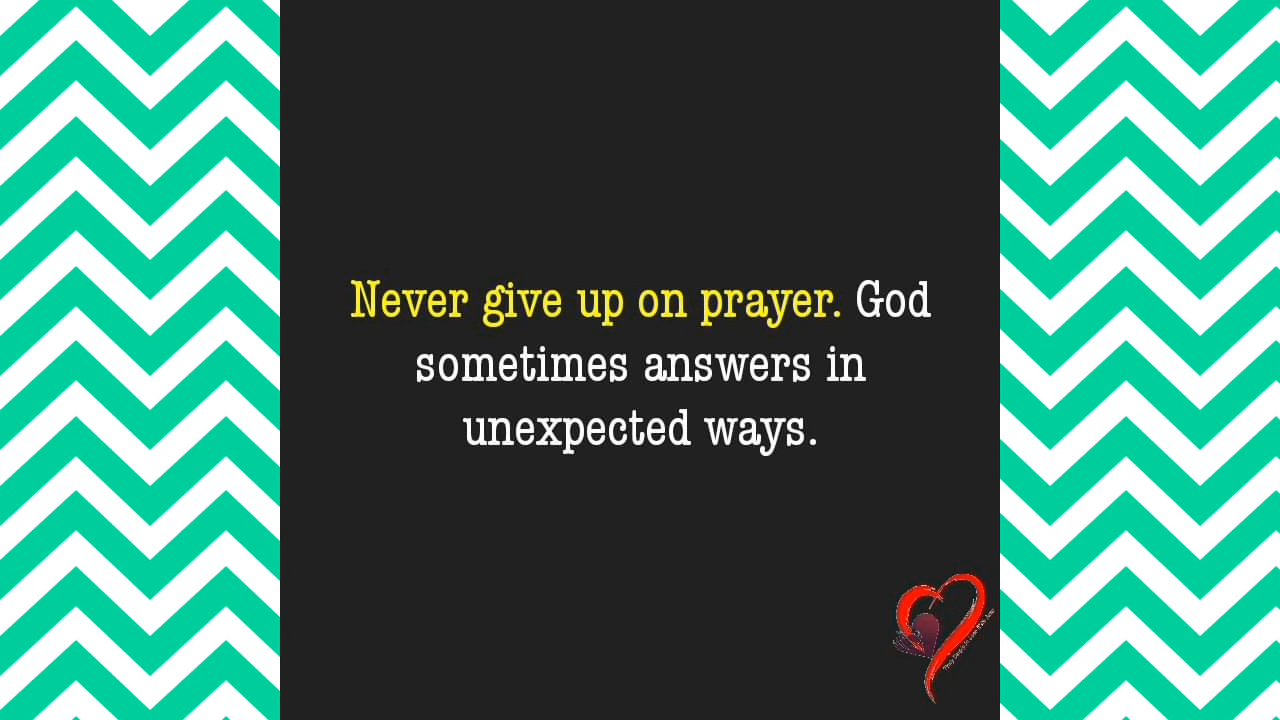 Never give up on prayer. God
sometimes answers in
unexpected ways.